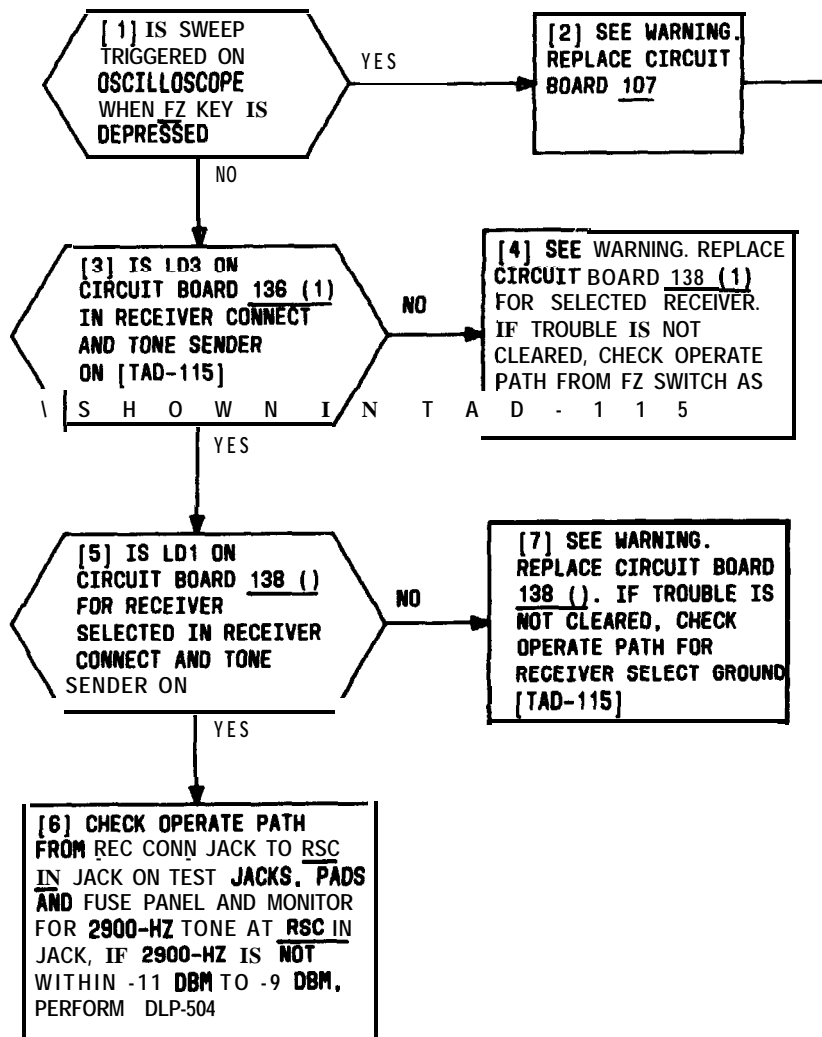 [1] IS SWEEP
TRIGGERED ON
OSCILLOSCOPE
WHEN FZ KEY IS
DEPRESSED
YES
[2] SEE WARNING.
REPLACE CIRCUIT
BOARD 107
NO
[3] IS LD3 ON
CIRCUIT BOARD 136 (1)
IN RECEIVER CONNECT
AND TONE SENDER
ON [TAD-115]
NO
[4] SEE WARNING. REPLACE
CIRCUIT BOARD 138 (1)
FOR SELECTED RECEIVER.
IF TROUBLE IS NOT
CLEARED, CHECK OPERATE
PATH FROM FZ SWITCH AS
\ SHOWN IN TAD-115
YES
[5] IS LD1 ON
CIRCUIT BOARD 138 ()
FOR RECEIVER
SELECTED IN RECEIVER
CONNECT AND TONE
SENDER ON
NO
[7] SEE WARNING.
REPLACE CIRCUIT BOARD
138 (). IF TROUBLE IS
NOT CLEARED, CHECK
OPERATE PATH FOR
RECEIVER SELECT GROUND
[TAD-115]
YES
[6] CHECK OPERATE PATH
FROM REC CONN JACK TO RSC
IN JACK ON TEST JACKS, PADS
AND FUSE PANEL AND MONITOR
FOR 2900-HZ TONE AT RSC IN
JACK, IF 2900-HZ IS NOT
WITHIN -11 DBM TO -9 DBM,
PERFORM DLP-504